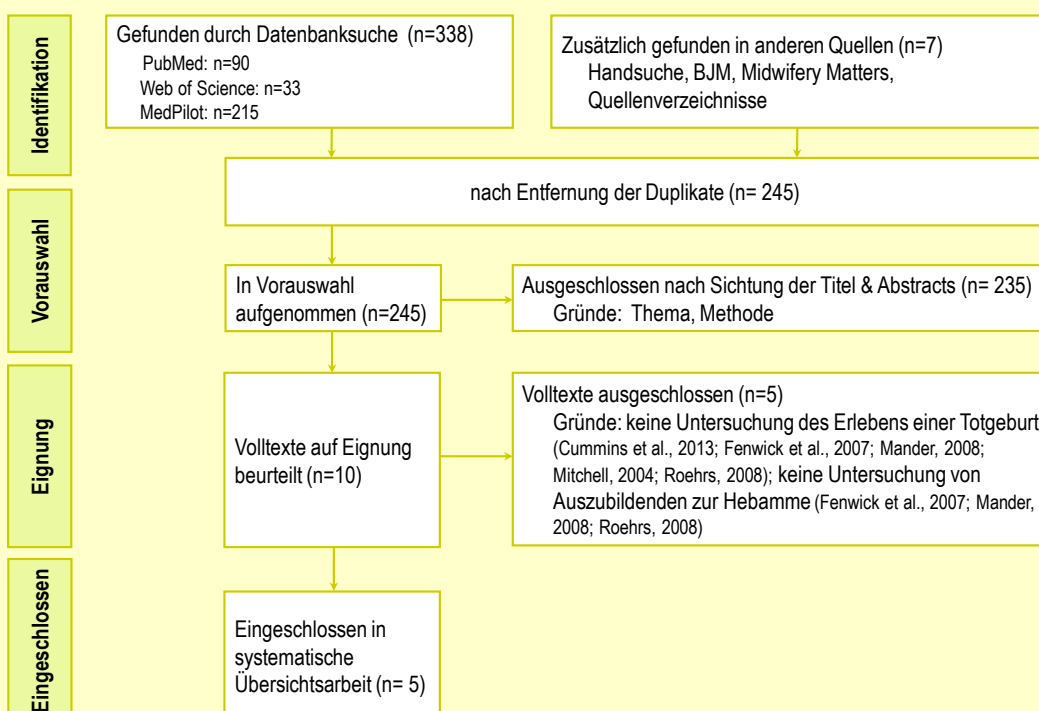 Identifikation
Gefunden durch Datenbanksuche (n=338)
PubMed: n=90
Web of Science: n=33
MedPilot: n=215
Zusätzlich gefunden in anderen Quellen (n=7)
Handsuche, BJM, Midwifery Matters,
Quellenverzeichnisse
nach Entfernung der Duplikate (n= 245)
Vorauswahl
In Vorauswahl
aufgenommen (n=245)
Ausgeschlossen nach Sichtung der Titel & Abstracts (n= 235)
Gründe: Thema, Methode
Eignung
Volltexte auf Eignung
beurteilt (n=10)
Volltexte ausgeschlossen (n=5)
Gründe: keine Untersuchung des Erlebens einer Totgeburt
(Cummins et al., 2013; Fenwick et al., 2007; Mander, 2008;
Mitchell, 2004; Roehrs, 2008); keine Untersuchung von
Auszubildenden zur Hebamme (Fenwick et al., 2007; Mander,
2008; Roehrs, 2008)
Eingeschlossen
Eingeschlossen in
systematische
Übersichtsarbeit (n= 5)